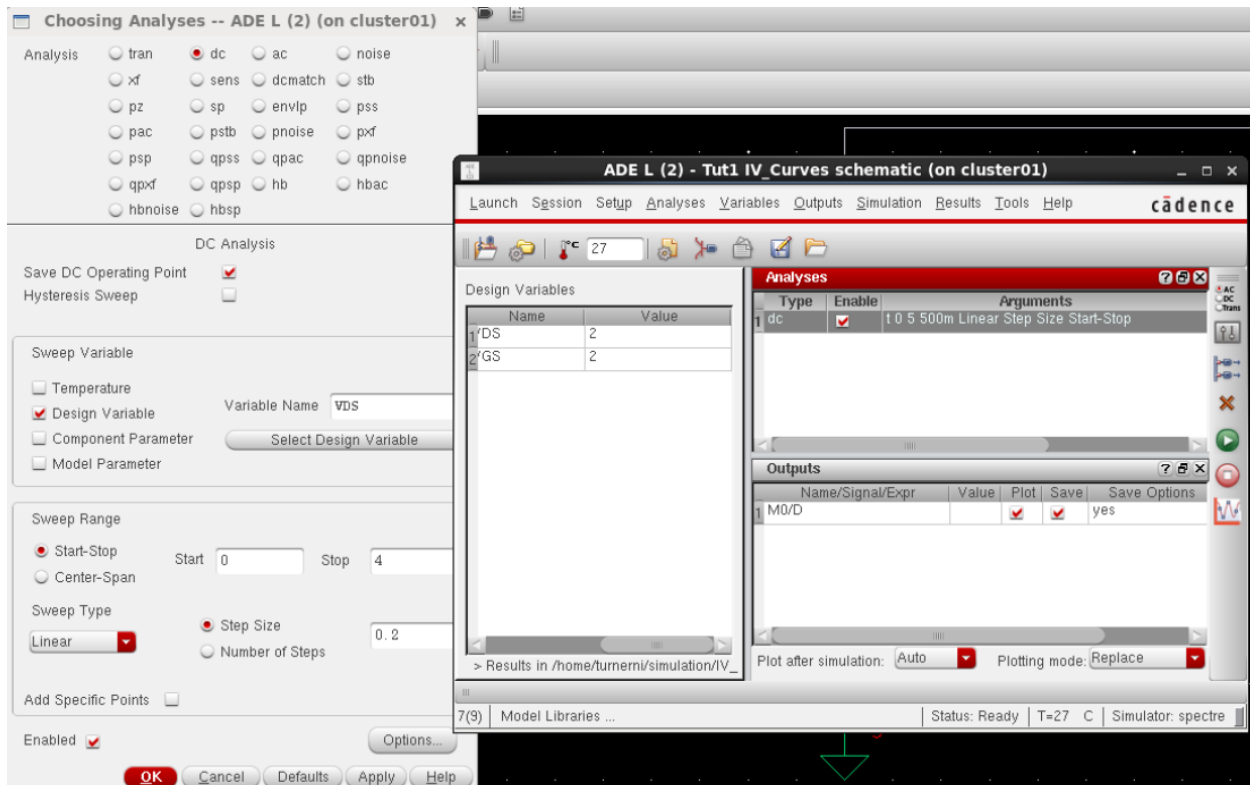 Choosing Analyses -- ADE L (2) (on cluster01)
Analysis tran dc ac noise
xf sens dcmatch stb
pz sp envlp pss
pac pstb pnoise pxf
psp qpss qpac qpnoise
qpxf qpsp hb hbac
hbnoise hbsp
DC Analysis
Save DC Operating Point
Hysteresis Sweep
Sweep Variable
Temperature
Design Variable
Component Parameter
Model Parameter
Variable Name VDS
Select Design Variable
Sweep Range
Start-Stop
Center-Span
Start 0 Stop 4
Sweep Type
Linear
Step Size
Number of Steps
0.2
Add Specific Points
Enabled
Options...
OK Cancel Defaults Apply Help
ADE L (2) - Tut1 IV_Curves schematic (on cluster01)
Launch Session Setup Analyses Variables Outputs Simulation Results Tools Help
cādence
°C 27
Design Variables
Name Value
1 VDS 2
2 VGS 2
> Results in /home/turnerni/simulation/IV_
Analyses
Type Enable Arguments
1 dc t 0 5 500m Linear Step Size Start-Stop
Outputs
Name/Signal/Expr Value Plot Save Save Options
1 M0/D yes
Plot after simulation: Auto Plotting mode: Replace
AC
DC
Trans
7(9) Model Libraries ... Status: Ready T=27 C Simulator: spectre